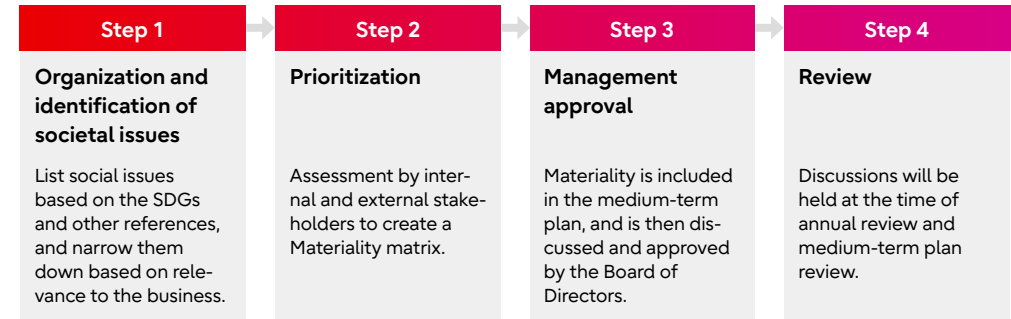 Step 1
Organization and
identification of
societal issues
List social issues
based on the SDGs
and other references,
and narrow them
down based on rele-
vance to the business.
Step 2
Prioritization
Assessment by inter-
nal and external stake-
holders to create a
Materiality matrix.
Step 3
Management
approval
Materiality is included
in the medium-term
plan, and is then dis-
cussed and approved
by the Board of
Directors.
Step 4
Review
Discussions will be
held at the time of
annual review and
medium-term plan
review.